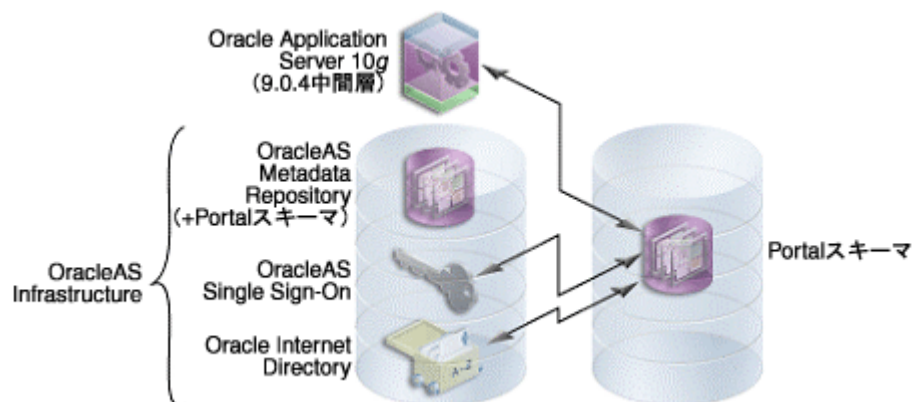 Oracle Application
Server 10g
(9.0.4中間層)
OracleAS
Metadata
Repository
(+Portalスキーマ)
OracleAS
Infrastructure
OracleAS
Single Sign-On
Oracle Internet
Directory
A-Z
Portalスキーマ